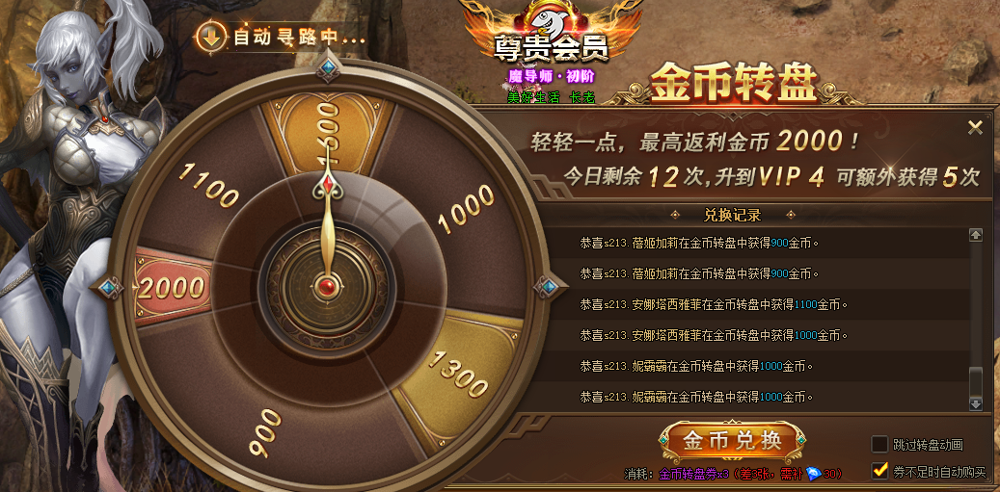 自动寻路中...
尊贵会员
魔导师·初阶
美好生活 长老
金币转盘
轻轻一点，最高返利金币 2000！
今日剩余12次,升到VIP 4 可额外获得5次
兑换记录
恭喜s213.蓓姬加莉在金币转盘中获得900金币。
恭喜s213.蓓姬加莉在金币转盘中获得900金币。
恭喜s213.安娜塔西雅菲在金币转盘中获得1100金币。
恭喜s213.安娜塔西雅菲在金币转盘中获得1000金币。
恭喜s213.妮霸霸在金币转盘中获得1000金币。
恭喜s213.妮霸霸在金币转盘中获得1000金币。
1600
1000
1300
900
2000
1100
金币兑换
跳过转盘动画
消耗：金币转盘券x3（差3张，需补30）
券不足时自动购买